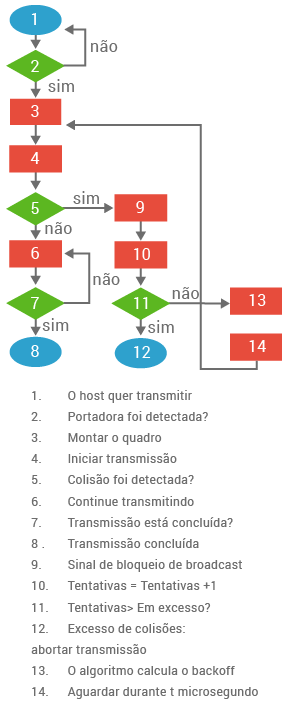 1
não
2
sim
3
4
5
sim
9
não
6
10
não
7
11
não
13
sim
sim
8
12
14
1. O host quer transmitir
2. Portadora foi detectada?
3. Montar o quadro
4. Iniciar transmissão
5. Colisão foi detectada?
6. Continue transmitindo
7. Transmissão está concluída?
8 . Transmissão concluída
9. Sinal de bloqueio de broadcast
10. Tentativas = Tentativas +1
11. Tentativas> Em excesso?
12. Excesso de colisões:
abortar transmissão
13. O algoritmo calcula o backoff
14. Aguardar durante t microsegundo